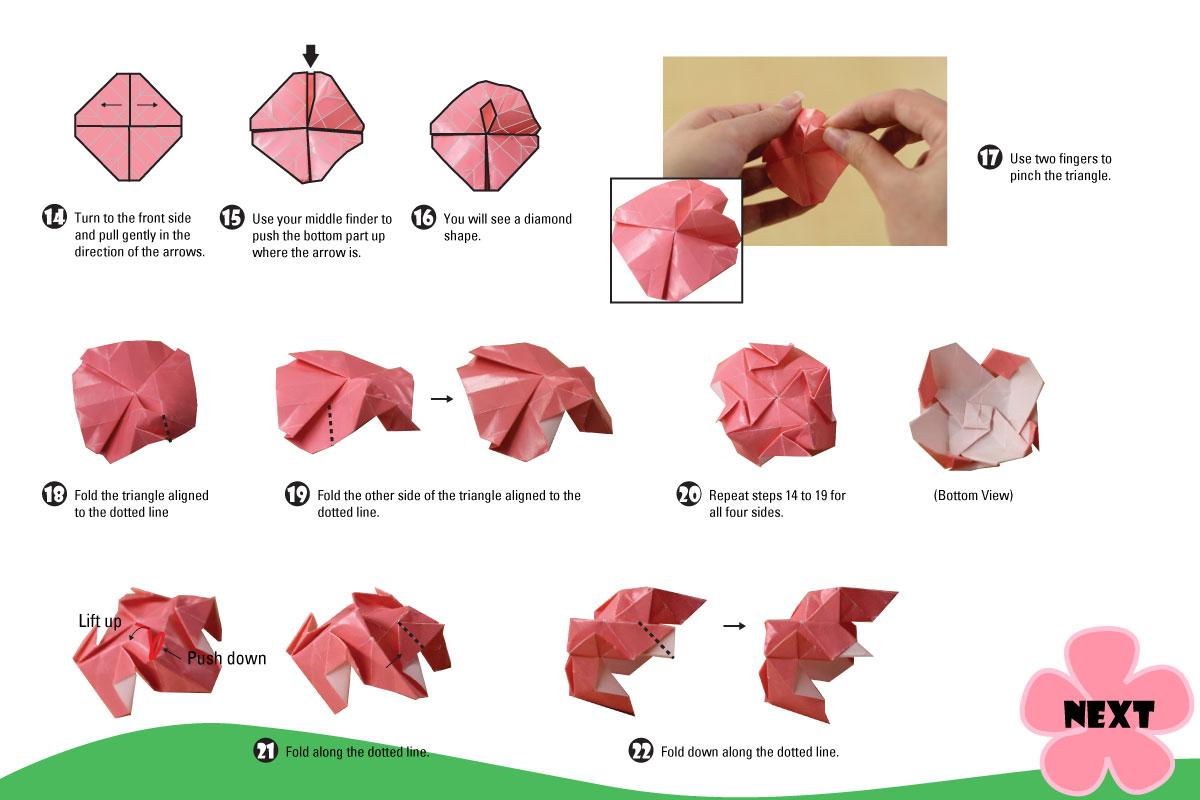 14 Turn to the front side
and pull gently in the
direction of the arrows.
15 Use your middle finder to
push the bottom part up
where the arrow is.
16 You will see a diamond
shape.
17 Use two fingers to
pinch the triangle.
18 Fold the triangle aligned
to the dotted line
19 Fold the other side of the triangle aligned to the
dotted line.
20 Repeat steps 14 to 19 for
all four sides.
(Bottom View)
Lift up
Push down
21 Fold along the dotted line.
22 Fold down along the dotted line.
NEXT